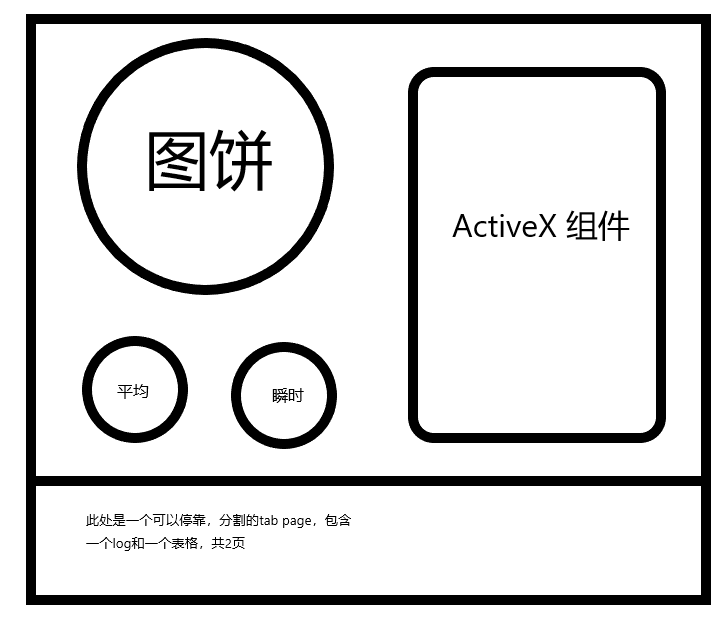 图饼
ActiveX 组件
平均
瞬时
此处是一个可以停靠，分割的tab page，包含
一个log和一个表格，共2页